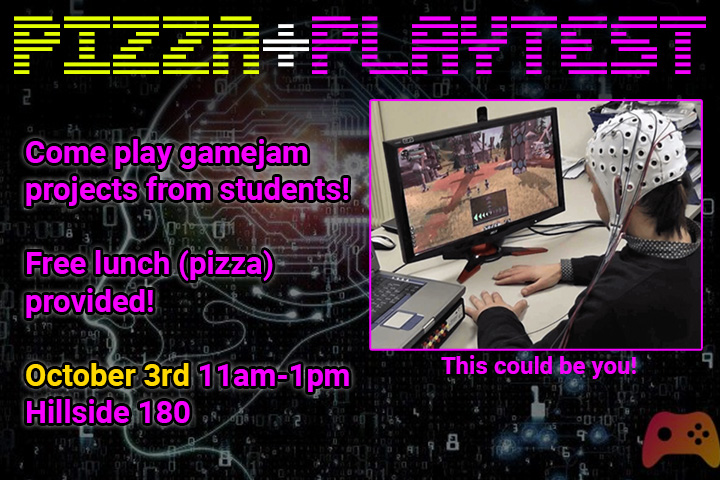 PIZZA+PLAYTEST
Come play gamejam
projects from students!
Free lunch (pizza)
provided!
October 3rd 11am-1pm
Hillside 180
This could be you!